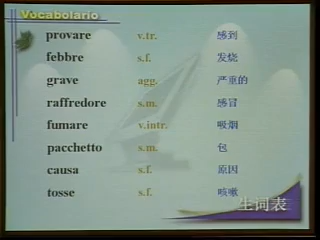 Vocabolario
provare v.tr. 感到
febbre s.f. 发烧
grave agg. 严重的
raffredore s.m. 感冒
fumare v.intr. 吸烟
pacchetto s.m. 包
causa s.f. 原因
tosse s.f. 咳嗽
生词表